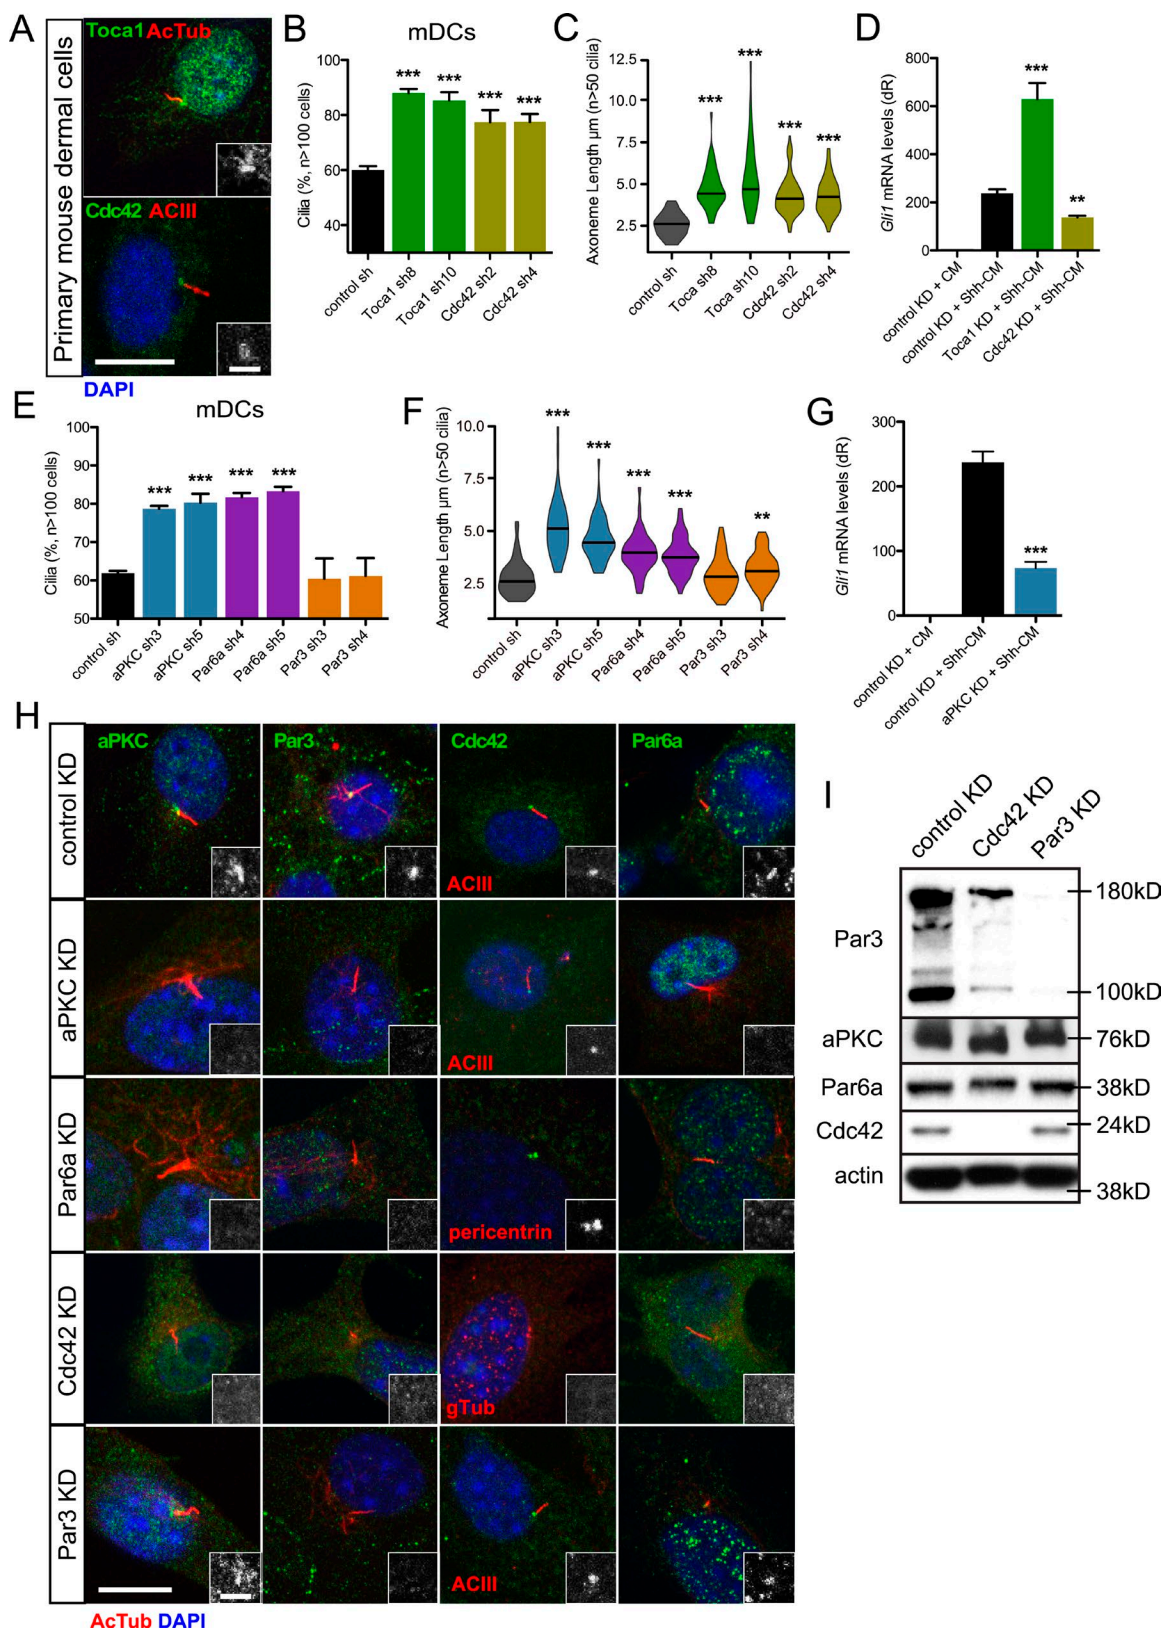 A
Primary mouse dermal cells
Toca1 AcTub
Cdc42 ACIII
DAPI
B
mDCs
Cilia (%, n>100 cells)
100
80
60
40
control sh
Toca1 sh8
Toca1 sh10
Cdc42 sh2
Cdc42 sh4
*** *** *** ***
C
Axoneme Length µm (n>50 cilia)
12.5
10.0
7.5
5.0
2.5
control sh
Toca sh8
Toca sh10
Cdc42 sh2
Cdc42 sh4
*** *** *** ***
D
Gli1 mRNA levels (dR)
800
600
400
200
0
control KD + CM
control KD + Shh-CM
Toca1 KD + Shh-CM
Cdc42 KD + Shh-CM
*** **
E
mDCs
Cilia (%, n>100 cells)
100
90
80
70
60
50
control sh
aPKC sh3
aPKC sh5
Par6a sh4
Par6a sh5
Par3 sh3
Par3 sh4
*** *** *** ***
F
Axoneme Length µm (n>50 cilia)
10.0
7.5
5.0
2.5
control sh
aPKC sh3
aPKC sh5
Par6a sh4
Par6a sh5
Par3 sh3
Par3 sh4
*** *** *** *** **
G
Gli1 mRNA levels (dR)
300
200
100
0
control KD + CM
control KD + Shh-CM
aPKC KD + Shh-CM
***
H
control KD
aPKC
Par3
Cdc42
Par6a
ACIII
aPKC KD
ACIII
Par6a KD
pericentrin
Cdc42 KD
gTub
Par3 KD
ACIII
AcTub DAPI
I
control KD
Cdc42 KD
Par3 KD
Par3
180kD
100kD
aPKC
76kD
Par6a
38kD
Cdc42
24kD
actin
38kD